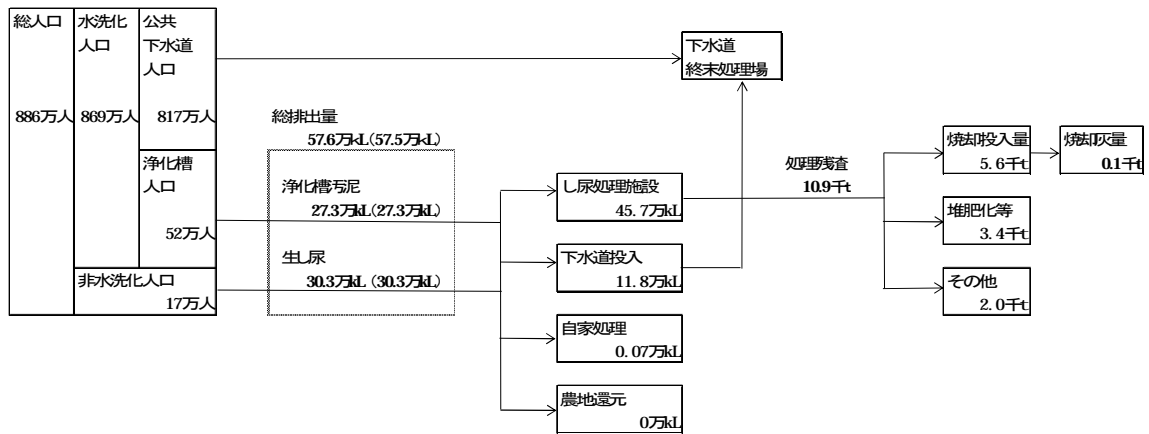 総人口
886万人
水洗化
人口
869万人
公共
下水道
人口
817万人
浄化槽
人口
52万人
非水洗化人口
17万人
総排出量
57.6万kL(57.5万kL)
浄化槽汚泥
27.3万kL(27.3万kL)
生し尿
30.3万kL (30.3万kL)
し尿処理施設
45.7万kL
下水道投入
11.8万kL
自家処理
0.07万kL
農地還元
0万kL
下水道
終末処理場
処理残渣
10.9千t
焼却投入量
5.6千t
焼却灰量
0.1千t
堆肥化等
3.4千t
その他
2.0千t